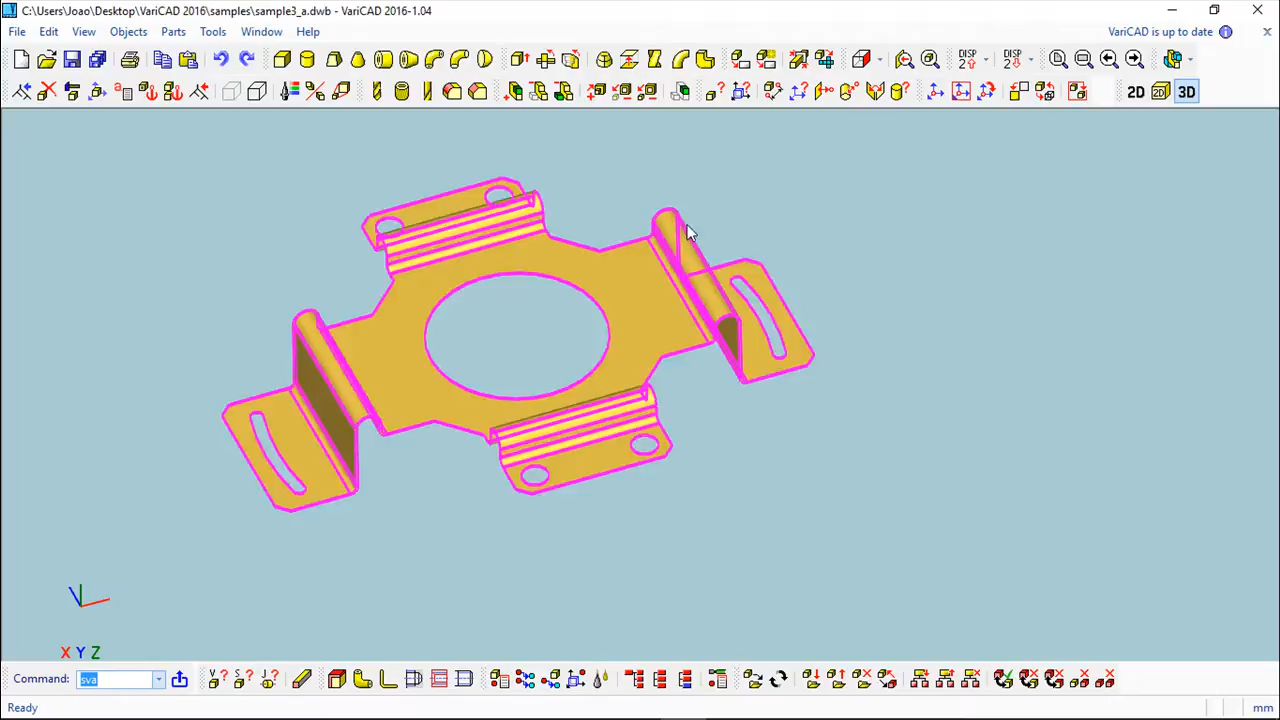 C:\Users\Joao\Desktop\VariCAD 2016\samples\sample3_a.dwb - VariCAD 2016-1.04
File Edit View Objects Parts Tools Window Help VariCAD is up to date
DISP 2 DISP 2
2D 2D 3D
X Y Z
Command: sva
Ready mm